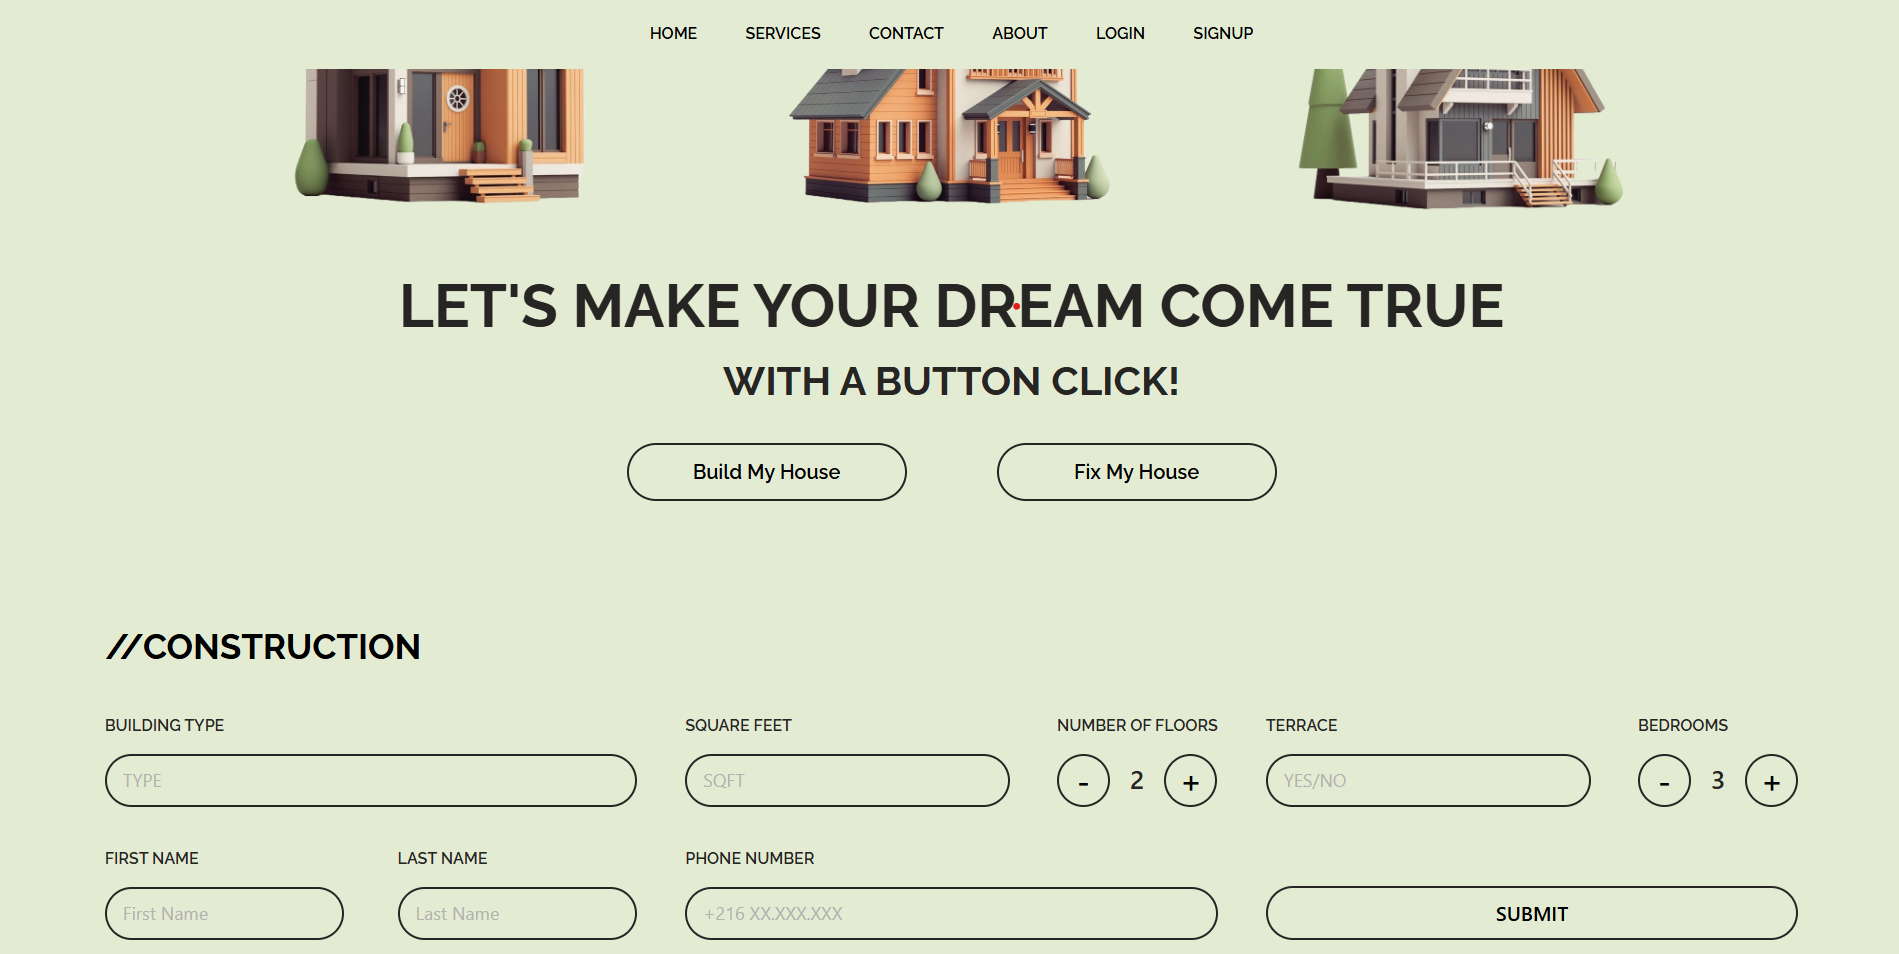 HOME SERVICES CONTACT ABOUT LOGIN SIGNUP
LET'S MAKE YOUR DREAM COME TRUE
WITH A BUTTON CLICK!
Build My House Fix My House
//CONSTRUCTION
BUILDING TYPE SQUARE FEET NUMBER OF FLOORS TERRACE BEDROOMS
TYPE SQFT - 2 + YES/NO - 3 +
FIRST NAME LAST NAME PHONE NUMBER
First Name Last Name +216 XX.XXX.XXX SUBMIT